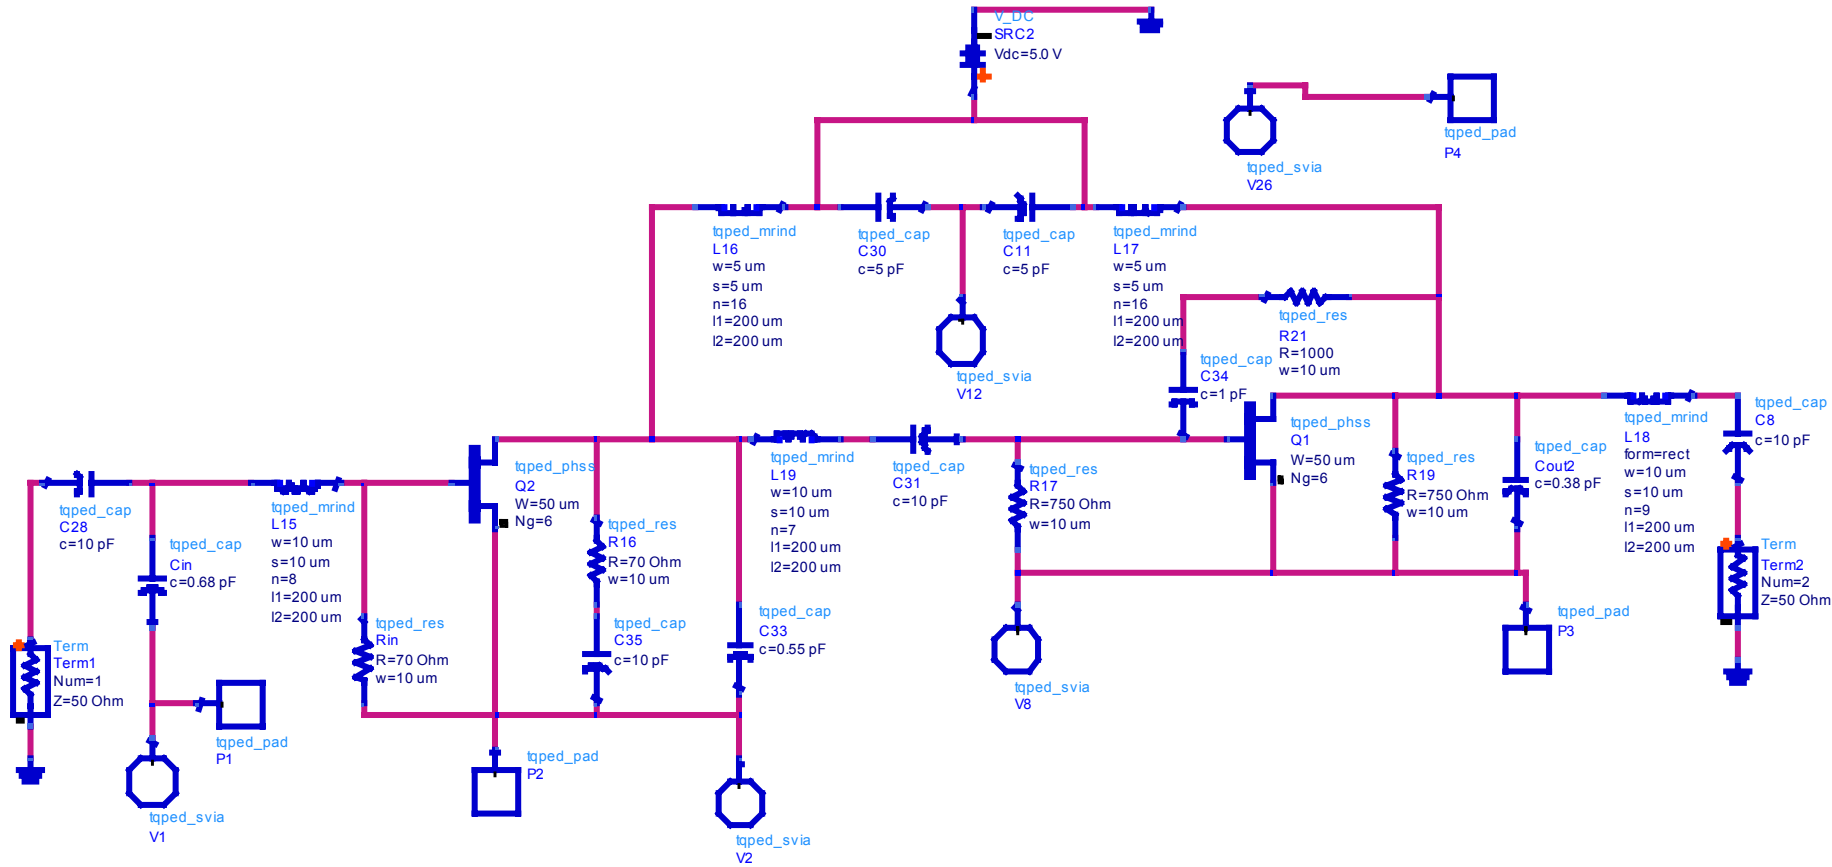 V_DC
SRC2
Vdc=5.0 V
tqped_svia
V26
tqped_pad
P4
tqped_mrind
L16
w=5 um
s=5 um
n=16
l1=200 um
l2=200 um
tqped_cap
C30
c=5 pF
tqped_cap
C11
c=5 pF
tqped_mrind
L17
w=5 um
s=5 um
n=16
l1=200 um
l2=200 um
tqped_svia
V12
tqped_res
R21
R=1000
w=10 um
tqped_cap
C34
c=1 pF
tqped_phss
Q1
W=50 um
Ng=6
tqped_res
R19
R=750 Ohm
w=10 um
tqped_cap
Cout2
c=0.38 pF
tqped_mrind
L18
form=rect
w=10 um
s=10 um
n=9
l1=200 um
l2=200 um
tqped_cap
C8
c=10 pF
Term
Term2
Num=2
Z=50 Ohm
tqped_cap
C28
c=10 pF
tqped_cap
Cin
c=0.68 pF
tqped_mrind
L15
w=10 um
s=10 um
n=8
l1=200 um
l2=200 um
tqped_phss
Q2
W=50 um
Ng=6
tqped_res
R16
R=70 Ohm
w=10 um
tqped_mrind
L19
w=10 um
s=10 um
n=7
l1=200 um
l2=200 um
tqped_cap
C31
c=10 pF
tqped_res
R17
R=750 Ohm
w=10 um
Term
Term1
Num=1
Z=50 Ohm
tqped_res
Rin
R=70 Ohm
w=10 um
tqped_cap
C35
c=10 pF
tqped_cap
C33
c=0.55 pF
tqped_svia
V8
tqped_pad
P3
tqped_pad
P1
tqped_svia
V1
tqped_pad
P2
tqped_svia
V2